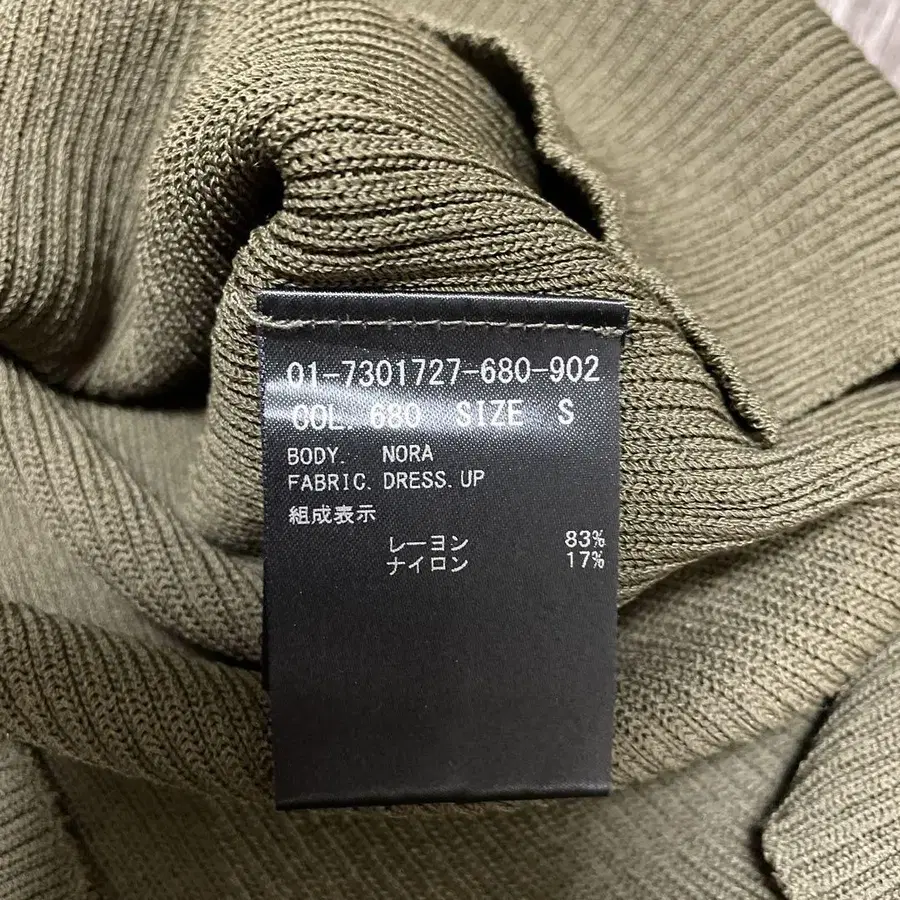 01-7301727-680-902
COL. 680 SIZE S
BODY. NORA
FABRIC. DRESS. UP
組成表示
レーヨン 83%
ナイロン 17%